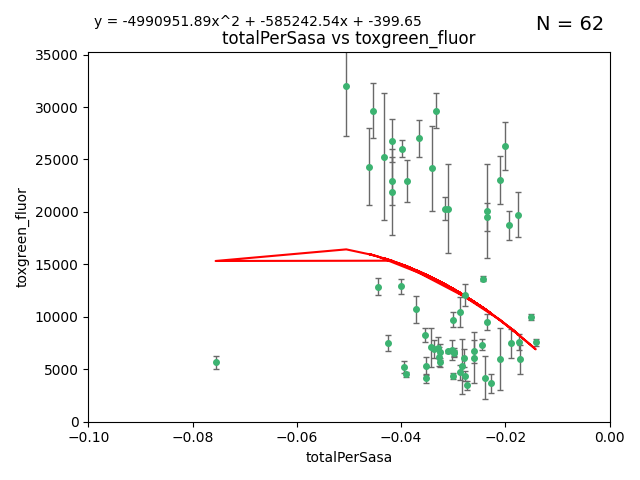 y = -4990951.89x^2 + -585242.54x + -399.65
N = 62
totalPerSasa vs toxgreen_fluor
35000
30000
25000
20000
15000
10000
5000
0
toxgreen_fluor
−0.10 −0.08 −0.06 −0.04 −0.02 0.00
totalPerSasa